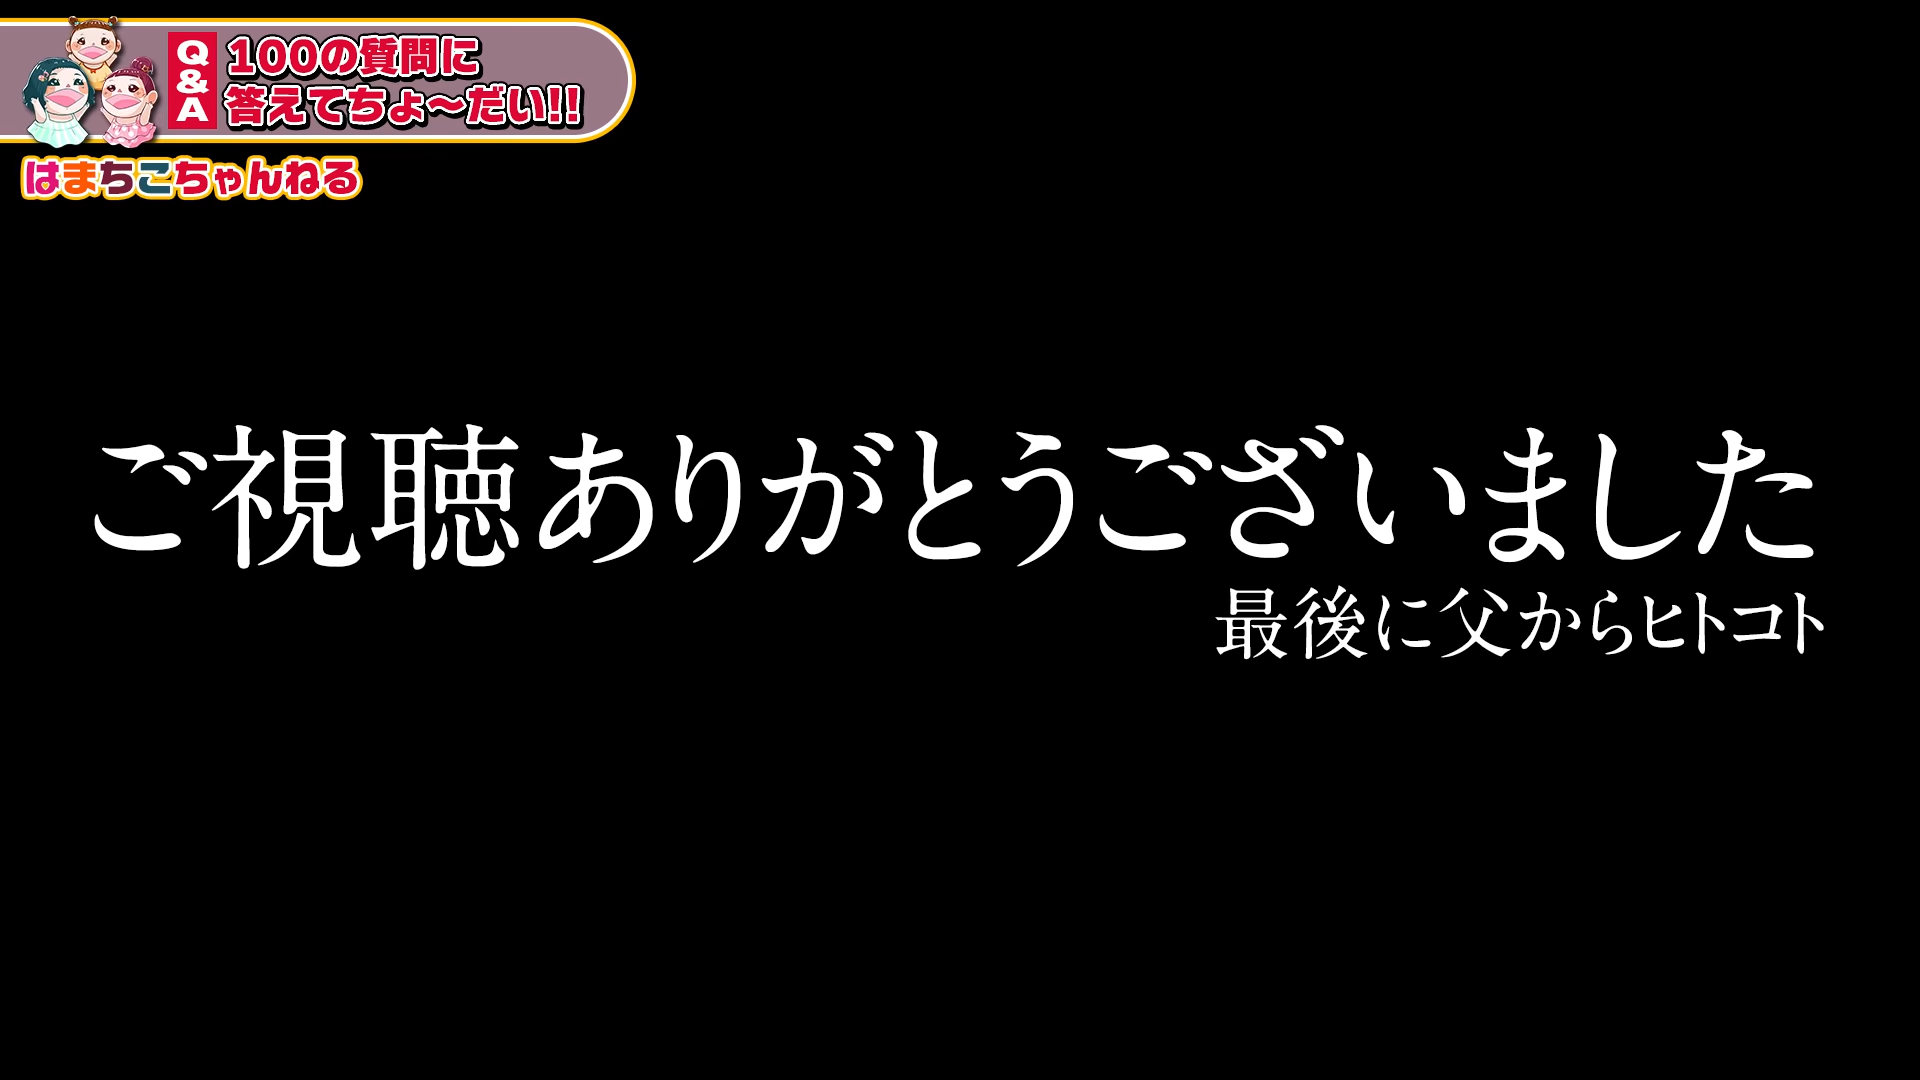 Q&A
100の質問に
答えてちょ～だい!!
はまちこちゃんねる
ご視聴ありがとうございました
最後に父からヒトコト